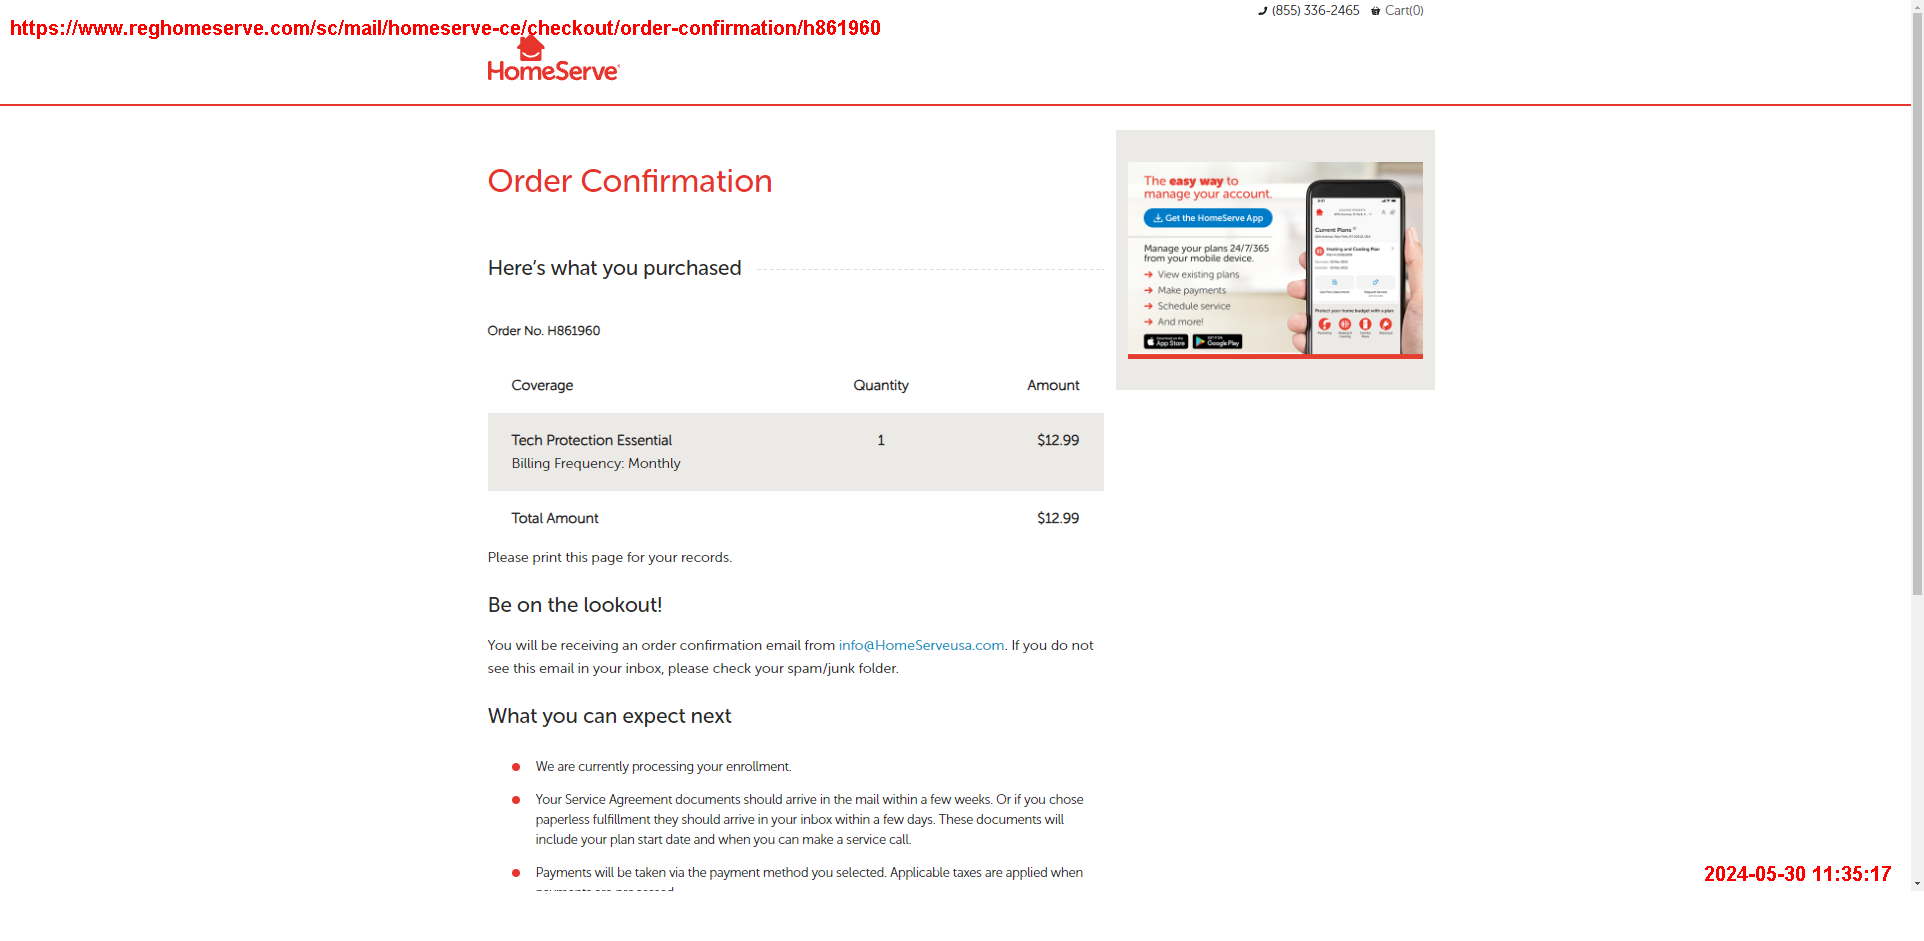 (855) 336-2465 Cart(0)
https://www.reghomeserve.com/sc/mail/homeserve-ce/checkout/order-confirmation/h861960
HomeServe
Order Confirmation
The easy way to
manage your account.
Get the HomeServe App
Manage your plans 24/7/365
from your mobile device.
View existing plans
Make payments
Schedule service
And more!
App Store
Google Play
Current Plans
Heating and Cooling Plan
Protect your home budget with a plan
Here's what you purchased
Order No. H861960
Coverage Quantity Amount
Tech Protection Essential 1 $12.99
Billing Frequency: Monthly
Total Amount $12.99
Please print this page for your records.
Be on the lookout!
You will be receiving an order confirmation email from info@HomeServeusa.com. If you do not
see this email in your inbox, please check your spam/junk folder.
What you can expect next
We are currently processing your enrollment.
Your Service Agreement documents should arrive in the mail within a few weeks. Or if you chose
paperless fulfillment they should arrive in your inbox within a few days. These documents will
include your plan start date and when you can make a service call.
Payments will be taken via the payment method you selected. Applicable taxes are applied when
2024-05-30 11:35:17